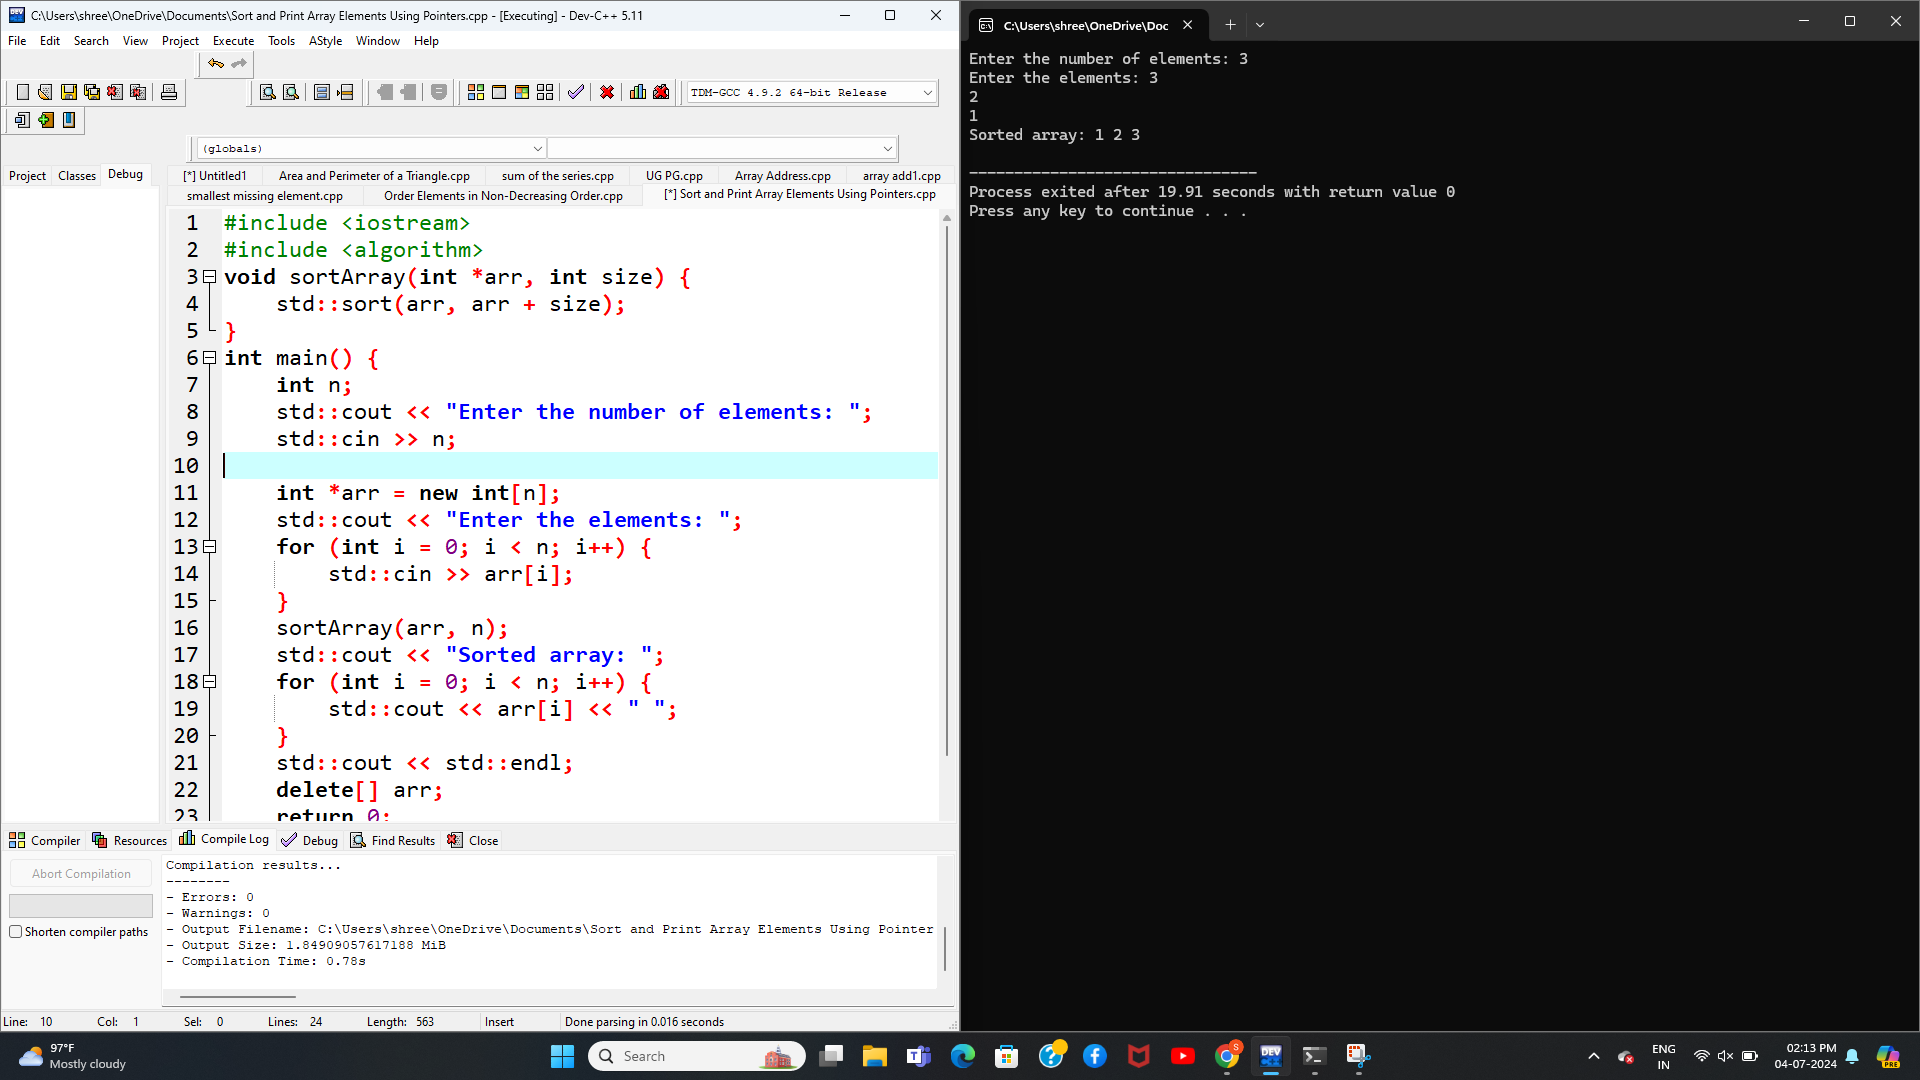 C:\Users\shree\OneDrive\Documents\Sort and Print Array Elements Using Pointers.cpp - [Executing] - Dev-C++ 5.11
File Edit Search View Project Execute Tools AStyle Window Help
TDM-GCC 4.9.2 64-bit Release
(globals)
Project Classes Debug
[*] Untitled1 Area and Perimeter of a Triangle.cpp sum of the series.cpp UG PG.cpp Array Address.cpp array add1.cpp
smallest missing element.cpp Order Elements in Non-Decreasing Order.cpp [*] Sort and Print Array Elements Using Pointers.cpp
1 #include <iostream>
2 #include <algorithm>
3 void sortArray(int *arr, int size) {
4 std::sort(arr, arr + size);
5 }
6 int main() {
7 int n;
8 std::cout << "Enter the number of elements: ";
9 std::cin >> n;
10
11 int *arr = new int[n];
12 std::cout << "Enter the elements: ";
13 for (int i = 0; i < n; i++) {
14 std::cin >> arr[i];
15 }
16 sortArray(arr, n);
17 std::cout << "Sorted array: ";
18 for (int i = 0; i < n; i++) {
19 std::cout << arr[i] << " ";
20 }
21 std::cout << std::endl;
22 delete[] arr;
23 return 0;
Compiler Resources Compile Log Debug Find Results Close
Abort Compilation
Shorten compiler paths
Compilation results...
--------
- Errors: 0
- Warnings: 0
- Output Filename: C:\Users\shree\OneDrive\Documents\Sort and Print Array Elements Using Pointer
- Output Size: 1.84909057617188 MiB
- Compilation Time: 0.78s
Line: 10 Col: 1 Sel: 0 Lines: 24 Length: 563 Insert Done parsing in 0.016 seconds
C:\Users\shree\OneDrive\Doc
Enter the number of elements: 3
Enter the elements: 3
2
1
Sorted array: 1 2 3
--------------------------------
Process exited after 19.91 seconds with return value 0
Press any key to continue . . .
97°F
Mostly cloudy
Search
S
DEV
ENG
IN
02:13 PM
04-07-2024
PRE